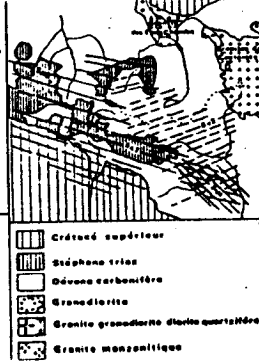 Crétacé supérieur
Stéphano trias
Dévono carbonifère
Granodiorite
Granite granodiorite diorite quartzifère
Granite monzonitique